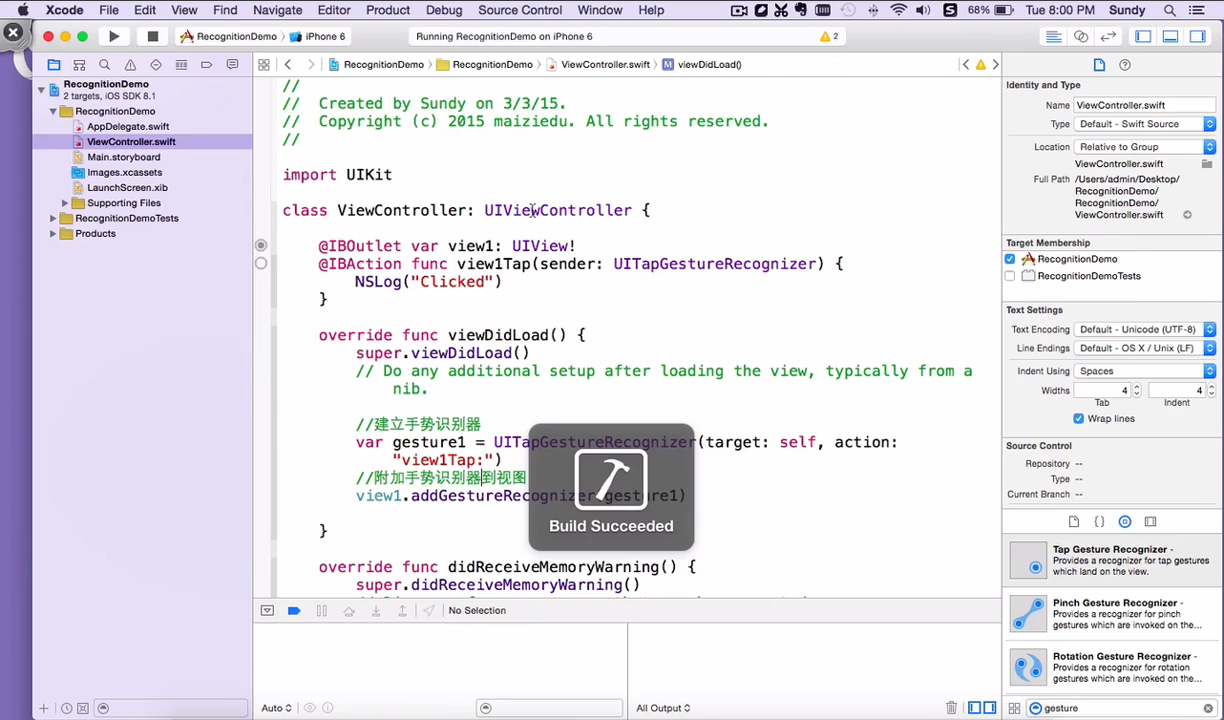 Xcode File Edit View Find Navigate Editor Product Debug Source Control Window Help 68% Tue 8:00 PM Sundy
RecognitionDemo iPhone 6
Running RecognitionDemo on iPhone 6
2
RecognitionDemo
2 targets, iOS SDK 8.1
RecognitionDemo
AppDelegate.swift
ViewController.swift
Main.storyboard
Images.xcassets
LaunchScreen.xib
Supporting Files
RecognitionDemoTests
Products
RecognitionDemo RecognitionDemo ViewController.swift M viewDidLoad()
//
// Created by Sundy on 3/3/15.
// Copyright (c) 2015 maiziedu. All rights reserved.
//
import UIKit
class ViewController: UIViewController {
@IBOutlet var view1: UIView!
@IBAction func view1Tap(sender: UITapGestureRecognizer) {
NSLog("Clicked")
}
override func viewDidLoad() {
super.viewDidLoad()
// Do any additional setup after loading the view, typically from a
nib.
//建立手势识别器
var gesture1 = UITapGestureRecognizer(target: self, action:
"view1Tap:")
//附加手势识别器到视图
view1.addGestureRecognizer(gesture1)
}
override func didReceiveMemoryWarning() {
super.didReceiveMemoryWarning()
Build Succeeded
No Selection
Auto
All Output
Identity and Type
Name ViewController.swift
Type Default - Swift Source
Location Relative to Group
ViewController.swift
Full Path /Users/admin/Desktop/
RecognitionDemo/
RecognitionDemo/
ViewController.swift
Target Membership
RecognitionDemo
RecognitionDemoTests
Text Settings
Text Encoding Default - Unicode (UTF-8)
Line Endings Default - OS X / Unix (LF)
Indent Using Spaces
Widths 4 4
Tab Indent
Wrap lines
Source Control
Repository --
Type --
Current Branch --
Tap Gesture Recognizer -
Provides a recognizer for tap gestures
which land on the view.
Pinch Gesture Recognizer -
Provides a recognizer for pinch
gestures which are invoked on the...
Rotation Gesture Recognizer -
Provides a recognizer for rotation
gestures which are invoked on the...
gesture